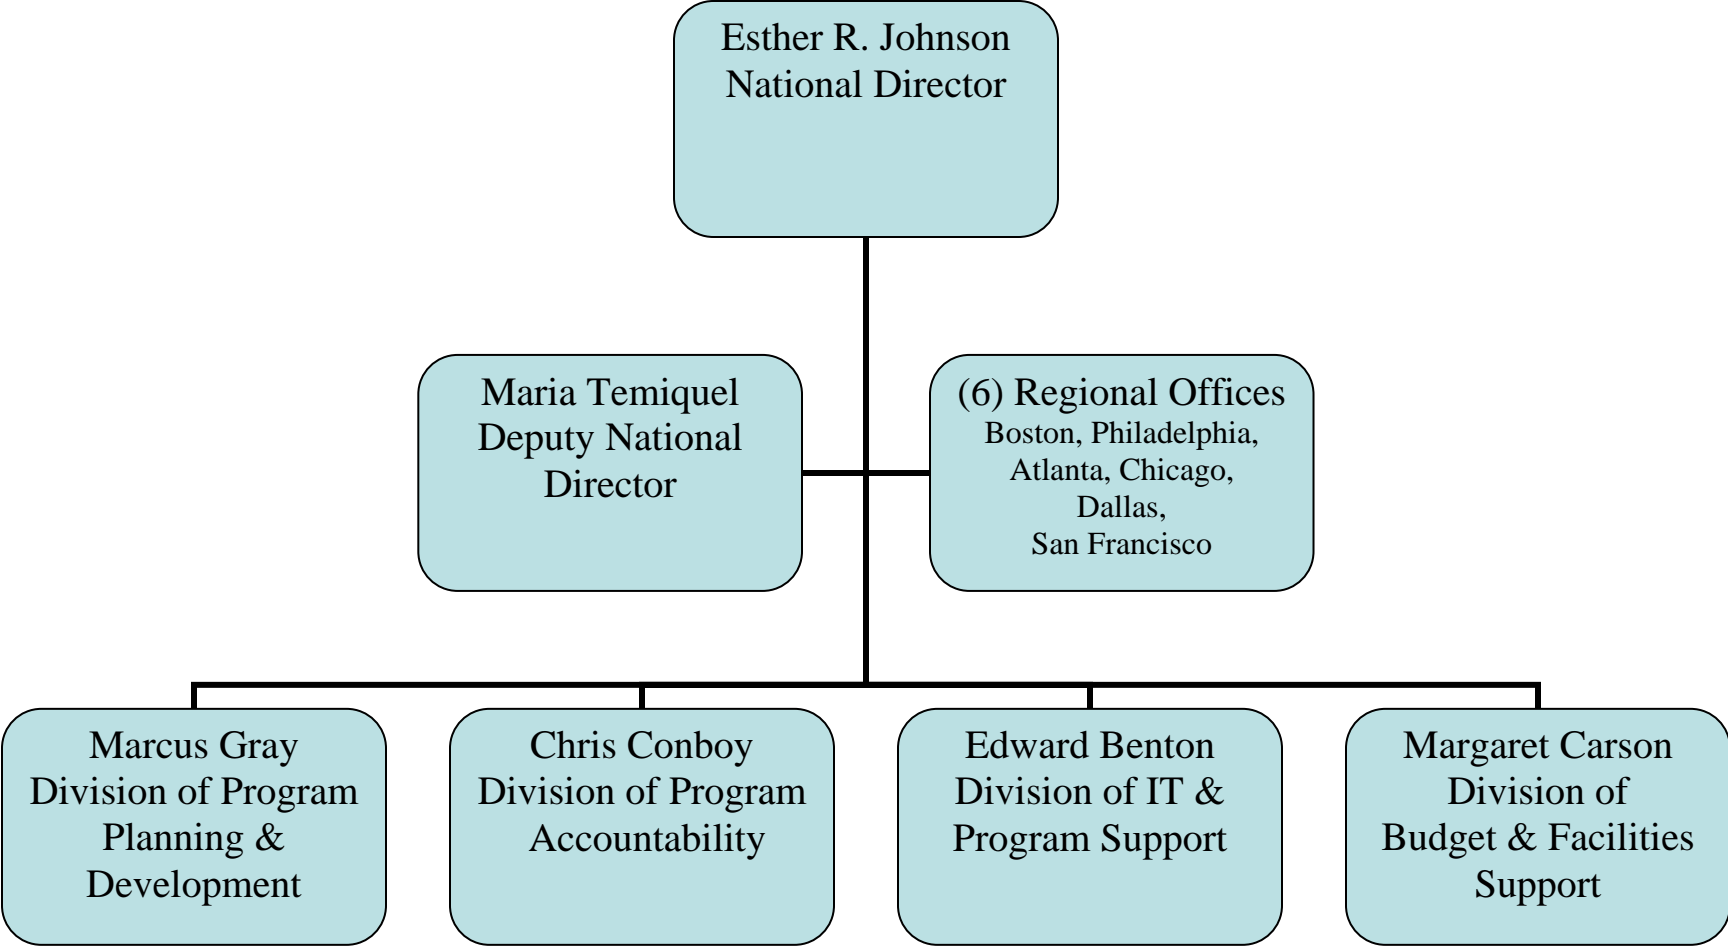 Esther R. Johnson
National Director
Maria Temiquel
Deputy National
Director
(6) Regional Offices
Boston, Philadelphia,
Atlanta, Chicago,
Dallas,
San Francisco
Marcus Gray
Division of Program
Planning &
Development
Chris Conboy
Division of Program
Accountability
Edward Benton
Division of IT &
Program Support
Margaret Carson
Division of
Budget & Facilities
Support